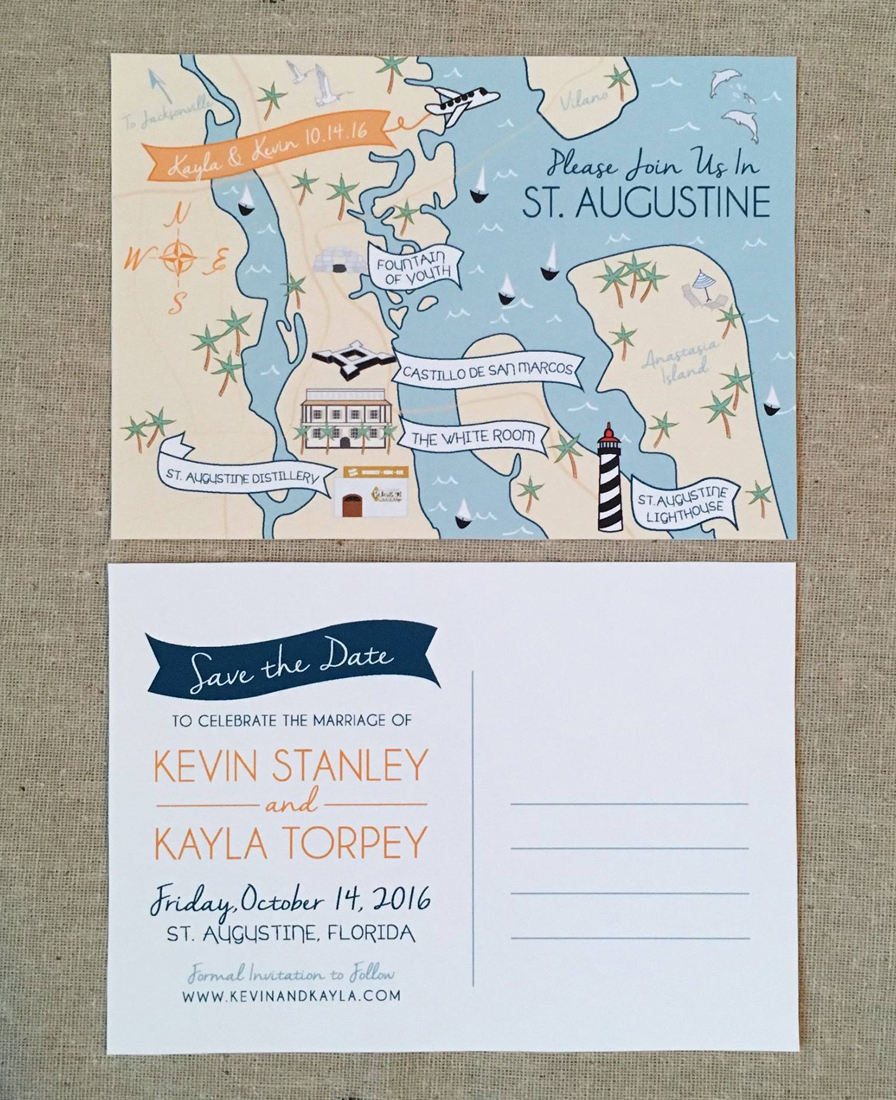 To Jacksonville
Vilano
Kayla & Kevin 10.14.16
Please Join Us In
ST. AUGUSTINE
N
W E
S
FOUNTAIN
OF YOUTH
Anastasia
Island
CASTILLO DE SAN MARCOS
THE WHITE ROOM
ST. AUGUSTINE DISTILLERY
ST. AUGUSTINE
LIGHTHOUSE
Save the Date
TO CELEBRATE THE MARRIAGE OF
KEVIN STANLEY
and
KAYLA TORPEY
Friday, October 14, 2016
ST. AUGUSTINE, FLORIDA
Formal Invitation to Follow
WWW.KEVINANDKAYLA.COM